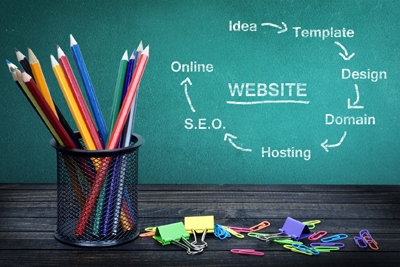 Idea
Template
Design
Domain
Hosting
S.E.O.
Online
WEBSITE